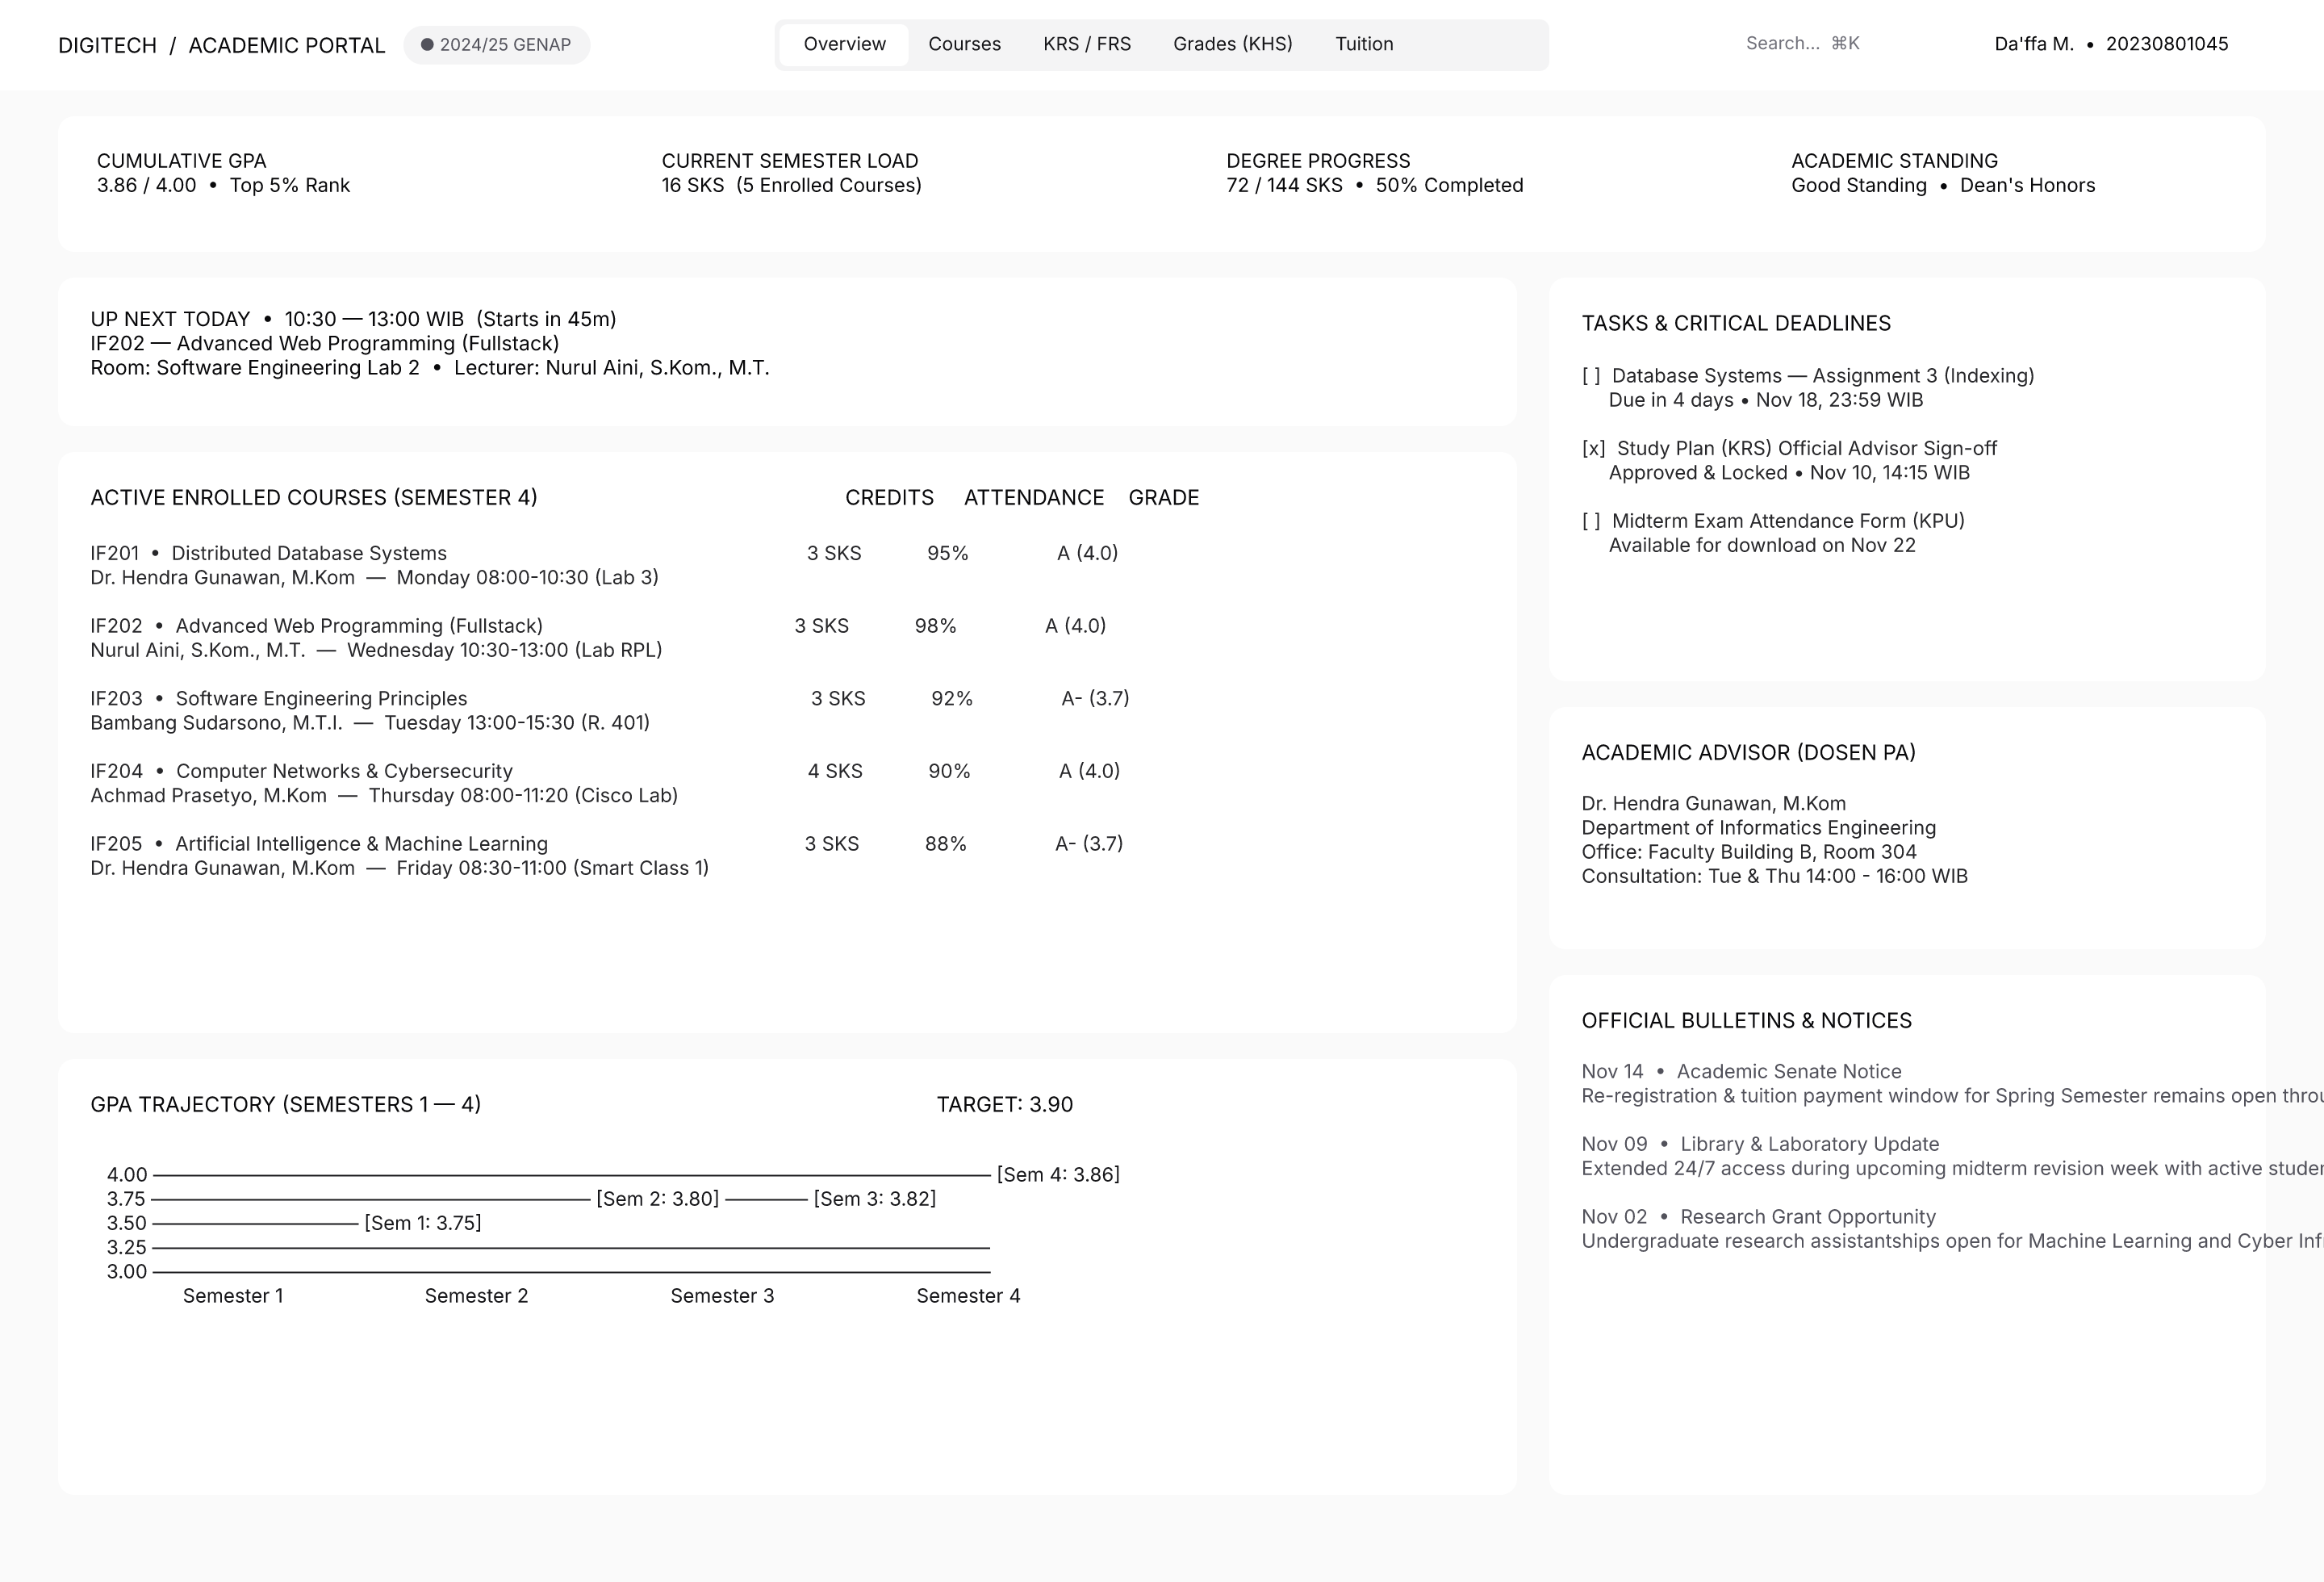 DIGITECH / ACADEMIC PORTAL
2024/25 GENAP
Overview Courses KRS / FRS Grades (KHS) Tuition
Search... ⌘K
Da'ffa M. • 20230801045
CUMULATIVE GPA
3.86 / 4.00 • Top 5% Rank
CURRENT SEMESTER LOAD
16 SKS (5 Enrolled Courses)
DEGREE PROGRESS
72 / 144 SKS • 50% Completed
ACADEMIC STANDING
Good Standing • Dean's Honors
UP NEXT TODAY • 10:30 — 13:00 WIB (Starts in 45m)
IF202 — Advanced Web Programming (Fullstack)
Room: Software Engineering Lab 2 • Lecturer: Nurul Aini, S.Kom., M.T.
ACTIVE ENROLLED COURSES (SEMESTER 4) CREDITS ATTENDANCE GRADE
IF201 • Distributed Database Systems 3 SKS 95% A (4.0)
Dr. Hendra Gunawan, M.Kom — Monday 08:00-10:30 (Lab 3)
IF202 • Advanced Web Programming (Fullstack) 3 SKS 98% A (4.0)
Nurul Aini, S.Kom., M.T. — Wednesday 10:30-13:00 (Lab RPL)
IF203 • Software Engineering Principles 3 SKS 92% A- (3.7)
Bambang Sudarsono, M.T.I. — Tuesday 13:00-15:30 (R. 401)
IF204 • Computer Networks & Cybersecurity 4 SKS 90% A (4.0)
Achmad Prasetyo, M.Kom — Thursday 08:00-11:20 (Cisco Lab)
IF205 • Artificial Intelligence & Machine Learning 3 SKS 88% A- (3.7)
Dr. Hendra Gunawan, M.Kom — Friday 08:30-11:00 (Smart Class 1)
GPA TRAJECTORY (SEMESTERS 1 — 4) TARGET: 3.90
4.00 [Sem 4: 3.86]
3.75 [Sem 2: 3.80] [Sem 3: 3.82]
3.50 [Sem 1: 3.75]
3.25
3.00
Semester 1 Semester 2 Semester 3 Semester 4
TASKS & CRITICAL DEADLINES
[ ] Database Systems — Assignment 3 (Indexing)
Due in 4 days • Nov 18, 23:59 WIB
[x] Study Plan (KRS) Official Advisor Sign-off
Approved & Locked • Nov 10, 14:15 WIB
[ ] Midterm Exam Attendance Form (KPU)
Available for download on Nov 22
ACADEMIC ADVISOR (DOSEN PA)
Dr. Hendra Gunawan, M.Kom
Department of Informatics Engineering
Office: Faculty Building B, Room 304
Consultation: Tue & Thu 14:00 - 16:00 WIB
OFFICIAL BULLETINS & NOTICES
Nov 14 • Academic Senate Notice
Re-registration & tuition payment window for Spring Semester remains open
Nov 09 • Library & Laboratory Update
Extended 24/7 access during upcoming midterm revision week with active
Nov 02 • Research Grant Opportunity
Undergraduate research assistantships open for Machine Learning and Cyber